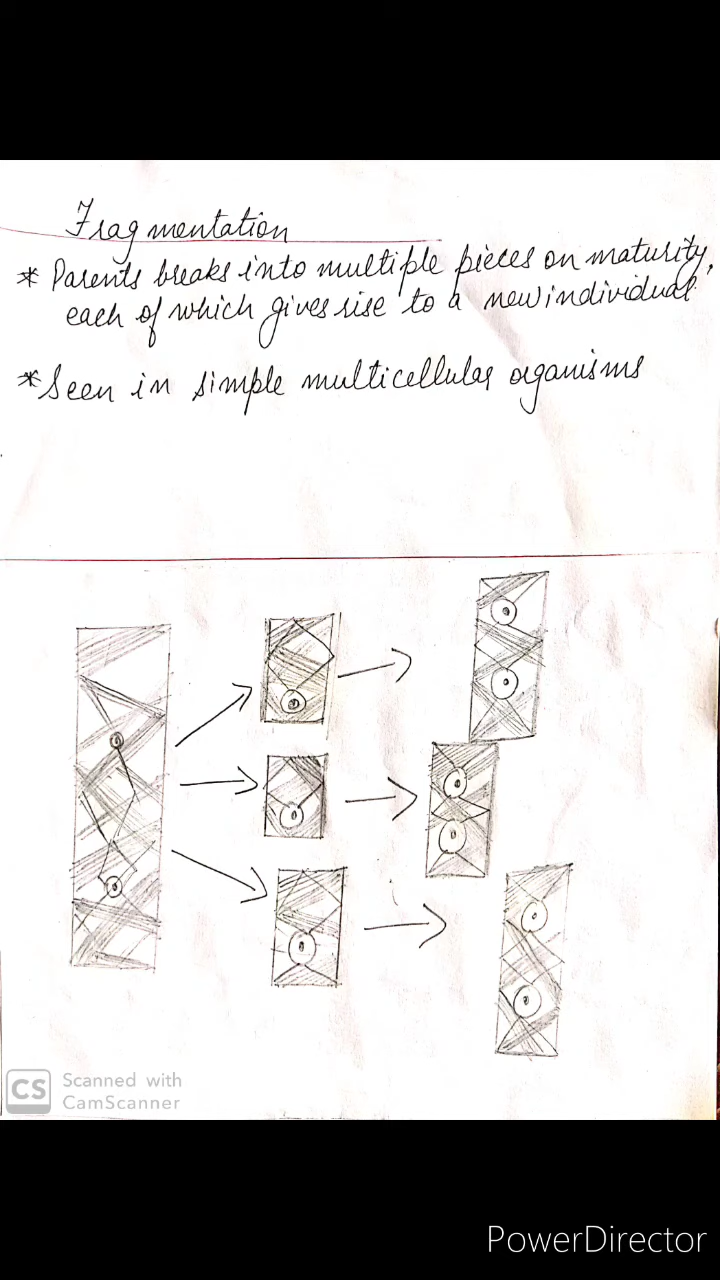 Fragmentation
* Parents breaks into multiple pieces on maturity,
each of which gives rise to a new individual
* Seen in simple multicellular organisms
CS Scanned with
CamScanner
PowerDirector